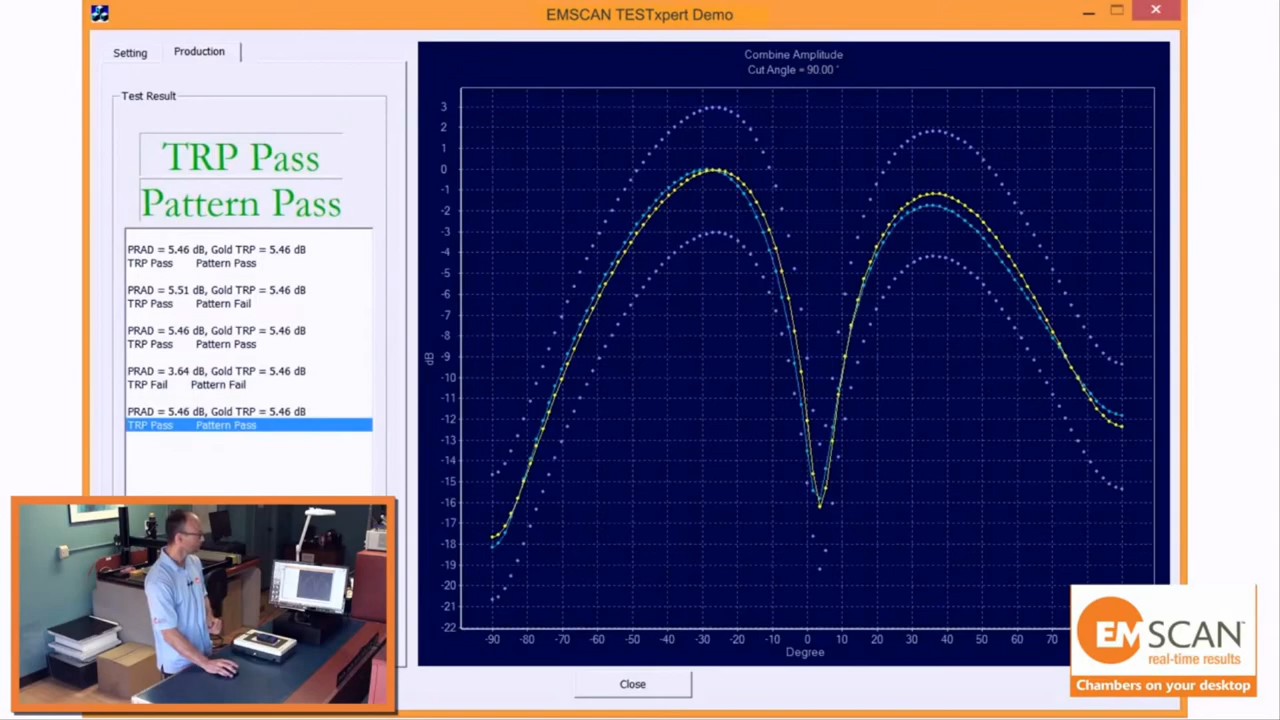 EMSCAN TESTxpert Demo
Setting
Production
Test Result
TRP Pass
Pattern Pass
PRAD = 5.46 dB, Gold TRP = 5.46 dB
TRP Pass Pattern Pass
PRAD = 5.51 dB, Gold TRP = 5.46 dB
TRP Pass Pattern Fail
PRAD = 5.46 dB, Gold TRP = 5.46 dB
TRP Pass Pattern Pass
PRAD = 3.64 dB, Gold TRP = 5.46 dB
TRP Fail Pattern Fail
PRAD = 5.46 dB, Gold TRP = 5.46 dB
TRP Pass Pattern Pass
Combine Amplitude
Cut Angle = 90.00 °
3
2
1
0
-1
-2
-3
-4
-5
-6
-7
-8
-9
-10
-11
-12
-13
-14
-15
-16
-17
-18
-19
-20
-21
-22
dB
-90 -80 -70 -60 -50 -40 -30 -20 -10 0 10 20 30 40 50 60 70
Degree
Close
EMSCAN™
real-time results
Chambers on your desktop